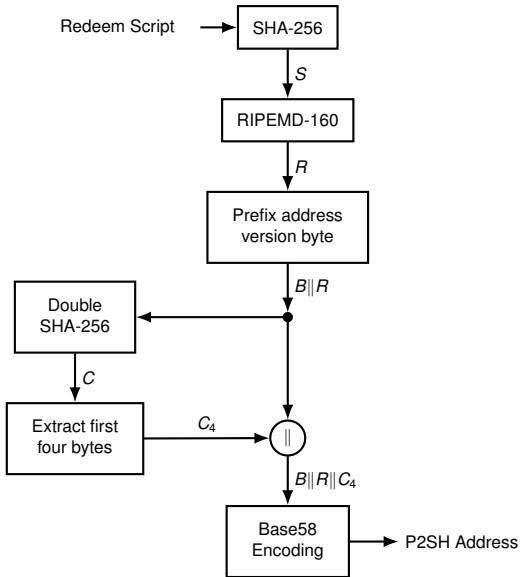 Redeem Script
SHA-256
S
RIPEMD-160
R
Prefix address
version byte
B‖R
Double
SHA-256
C
Extract first
four bytes
C₄
‖
B‖R‖C₄
Base58
Encoding
P2SH Address